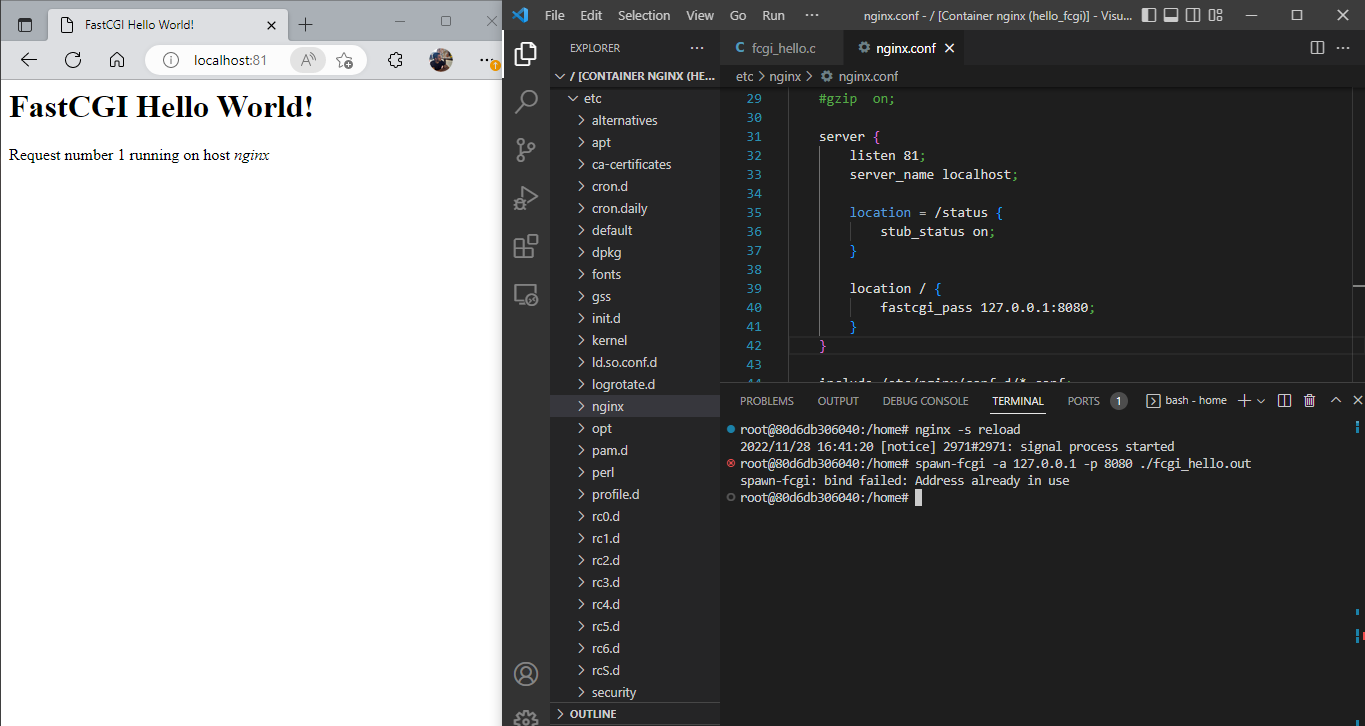 FastCGI Hello World!
localhost:81
FastCGI Hello World!
Request number 1 running on host nginx
File Edit Selection View Go Run ··· nginx.conf - / [Container nginx (hello_fcgi)] - Visu...
EXPLORER ···
/ [CONTAINER NGINX (HE...
etc
alternatives
apt
ca-certificates
cron.d
cron.daily
default
dpkg
fonts
gss
init.d
kernel
ld.so.conf.d
logrotate.d
nginx
opt
pam.d
perl
profile.d
rc0.d
rc1.d
rc2.d
rc3.d
rc4.d
rc5.d
rc6.d
rcS.d
security
OUTLINE
C fcgi_hello.c nginx.conf
etc > nginx > nginx.conf
29 #gzip  on;
30
31 server {
32 listen 81;
33 server_name localhost;
34
35 location = /status {
36 stub_status on;
37 }
38
39 location / {
40 fastcgi_pass 127.0.0.1:8080;
41 }
42 }
43
44 include /etc/nginx/conf.d/*.conf;
PROBLEMS OUTPUT DEBUG CONSOLE TERMINAL PORTS 1 bash - home
root@80d6db306040:/home# nginx -s reload
2022/11/28 16:41:20 [notice] 2971#2971: signal process started
root@80d6db306040:/home# spawn-fcgi -a 127.0.0.1 -p 8080 ./fcgi_hello.out
spawn-fcgi: bind failed: Address already in use
root@80d6db306040:/home#